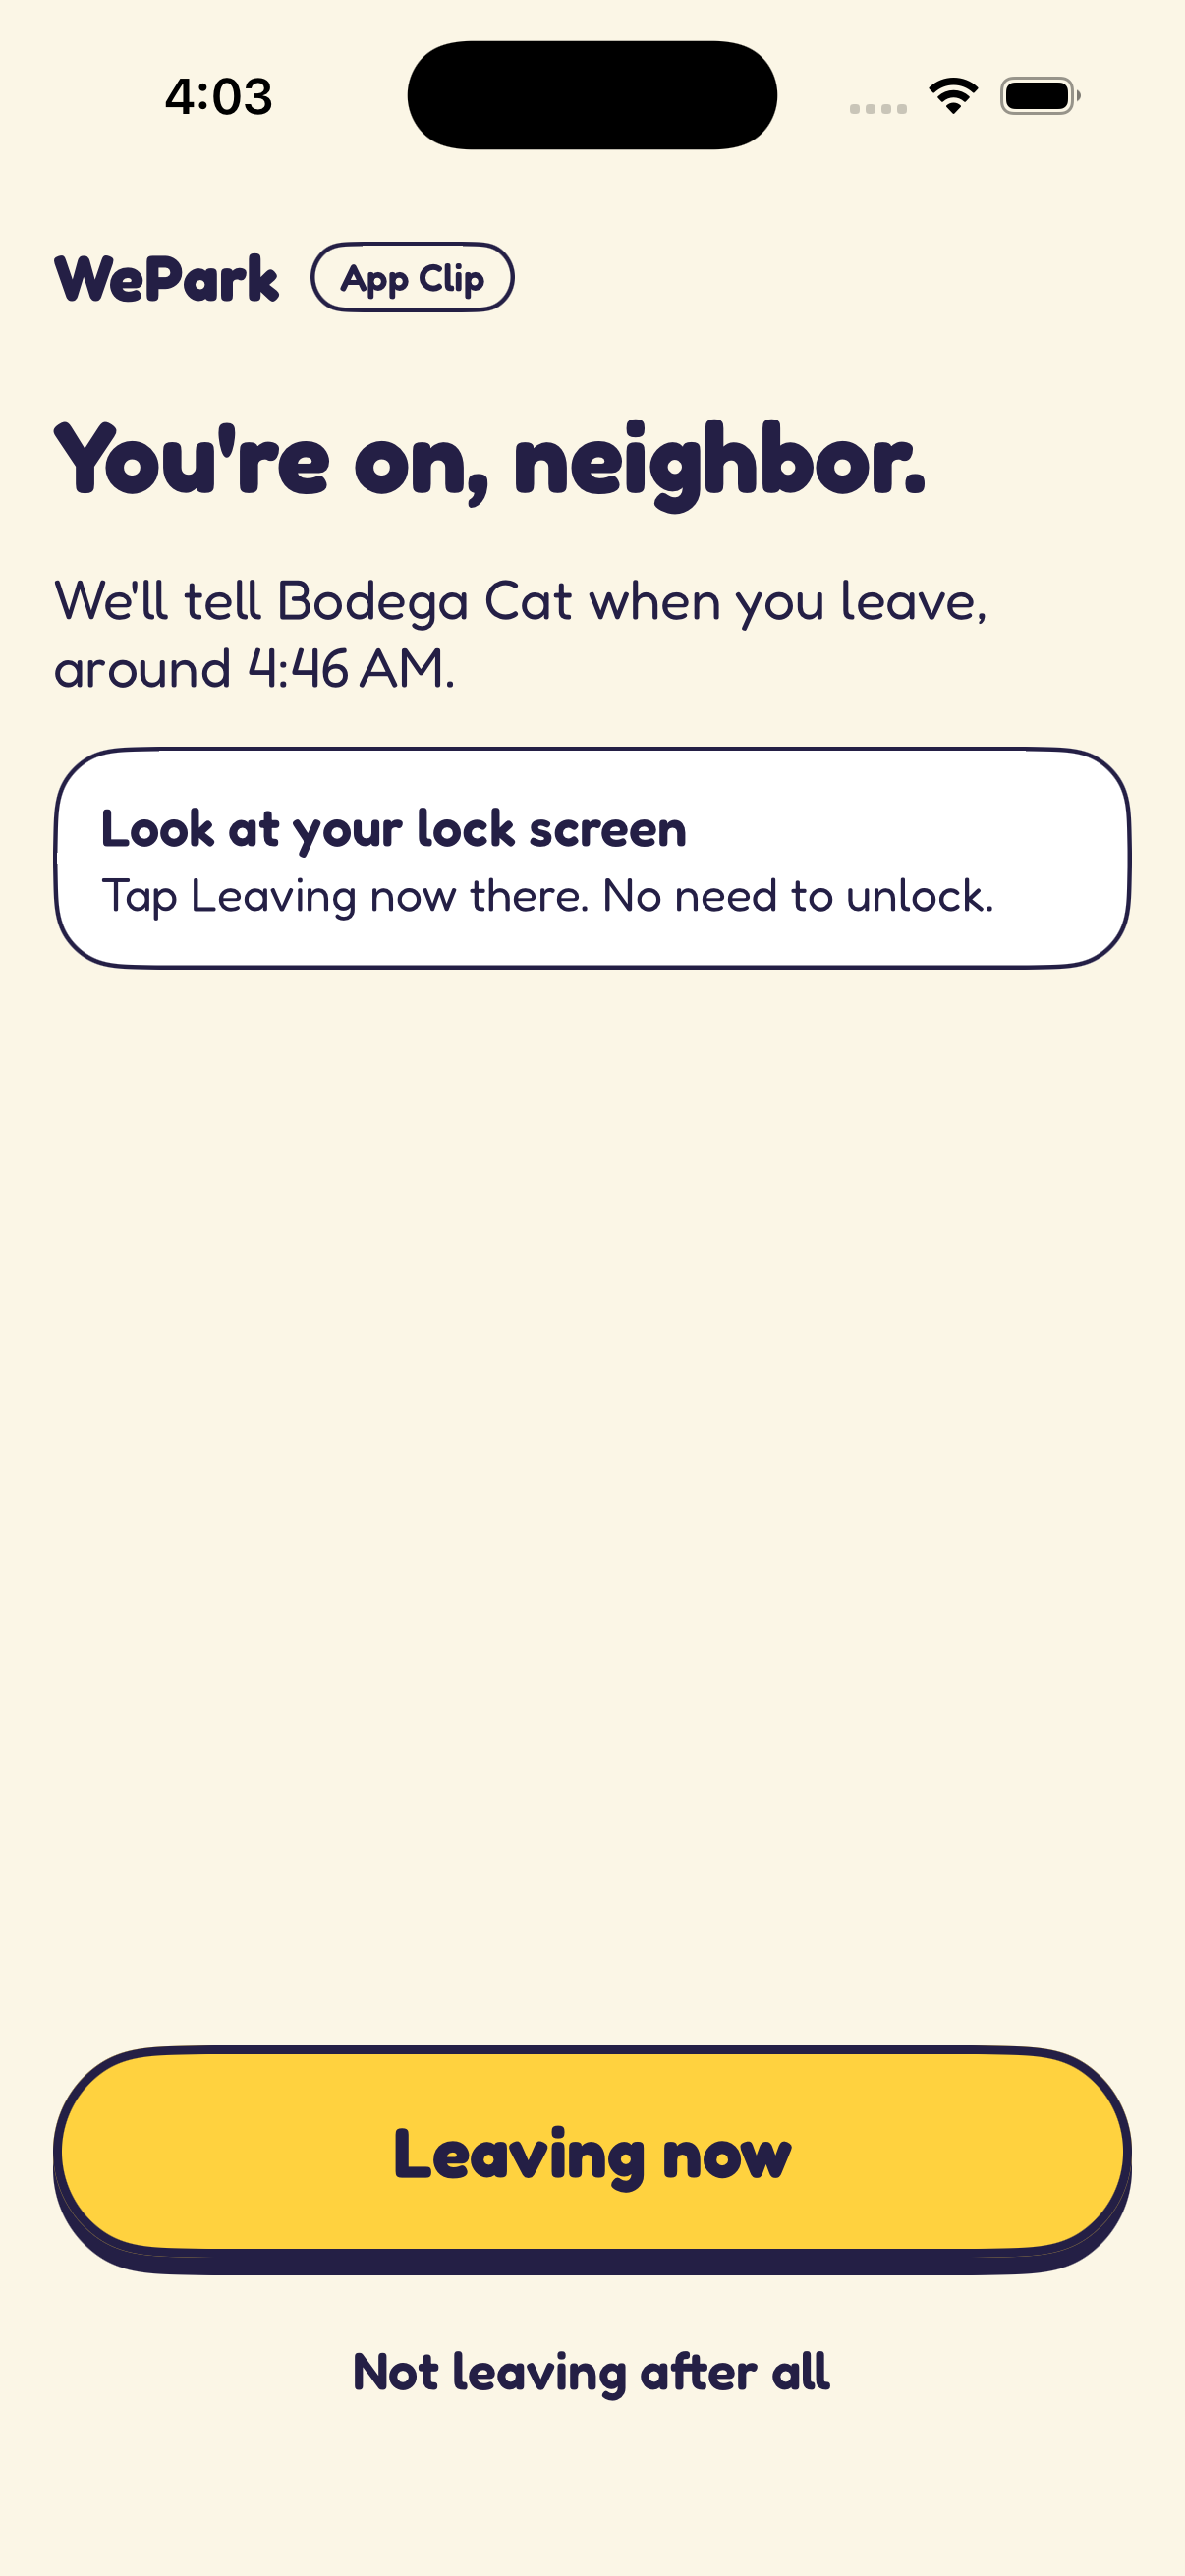 4:03
WePark
App Clip
You're on, neighbor.
We'll tell Bodega Cat when you leave,
around 4:46 AM.
Look at your lock screen
Tap Leaving now there. No need to unlock.
Leaving now
Not leaving after all